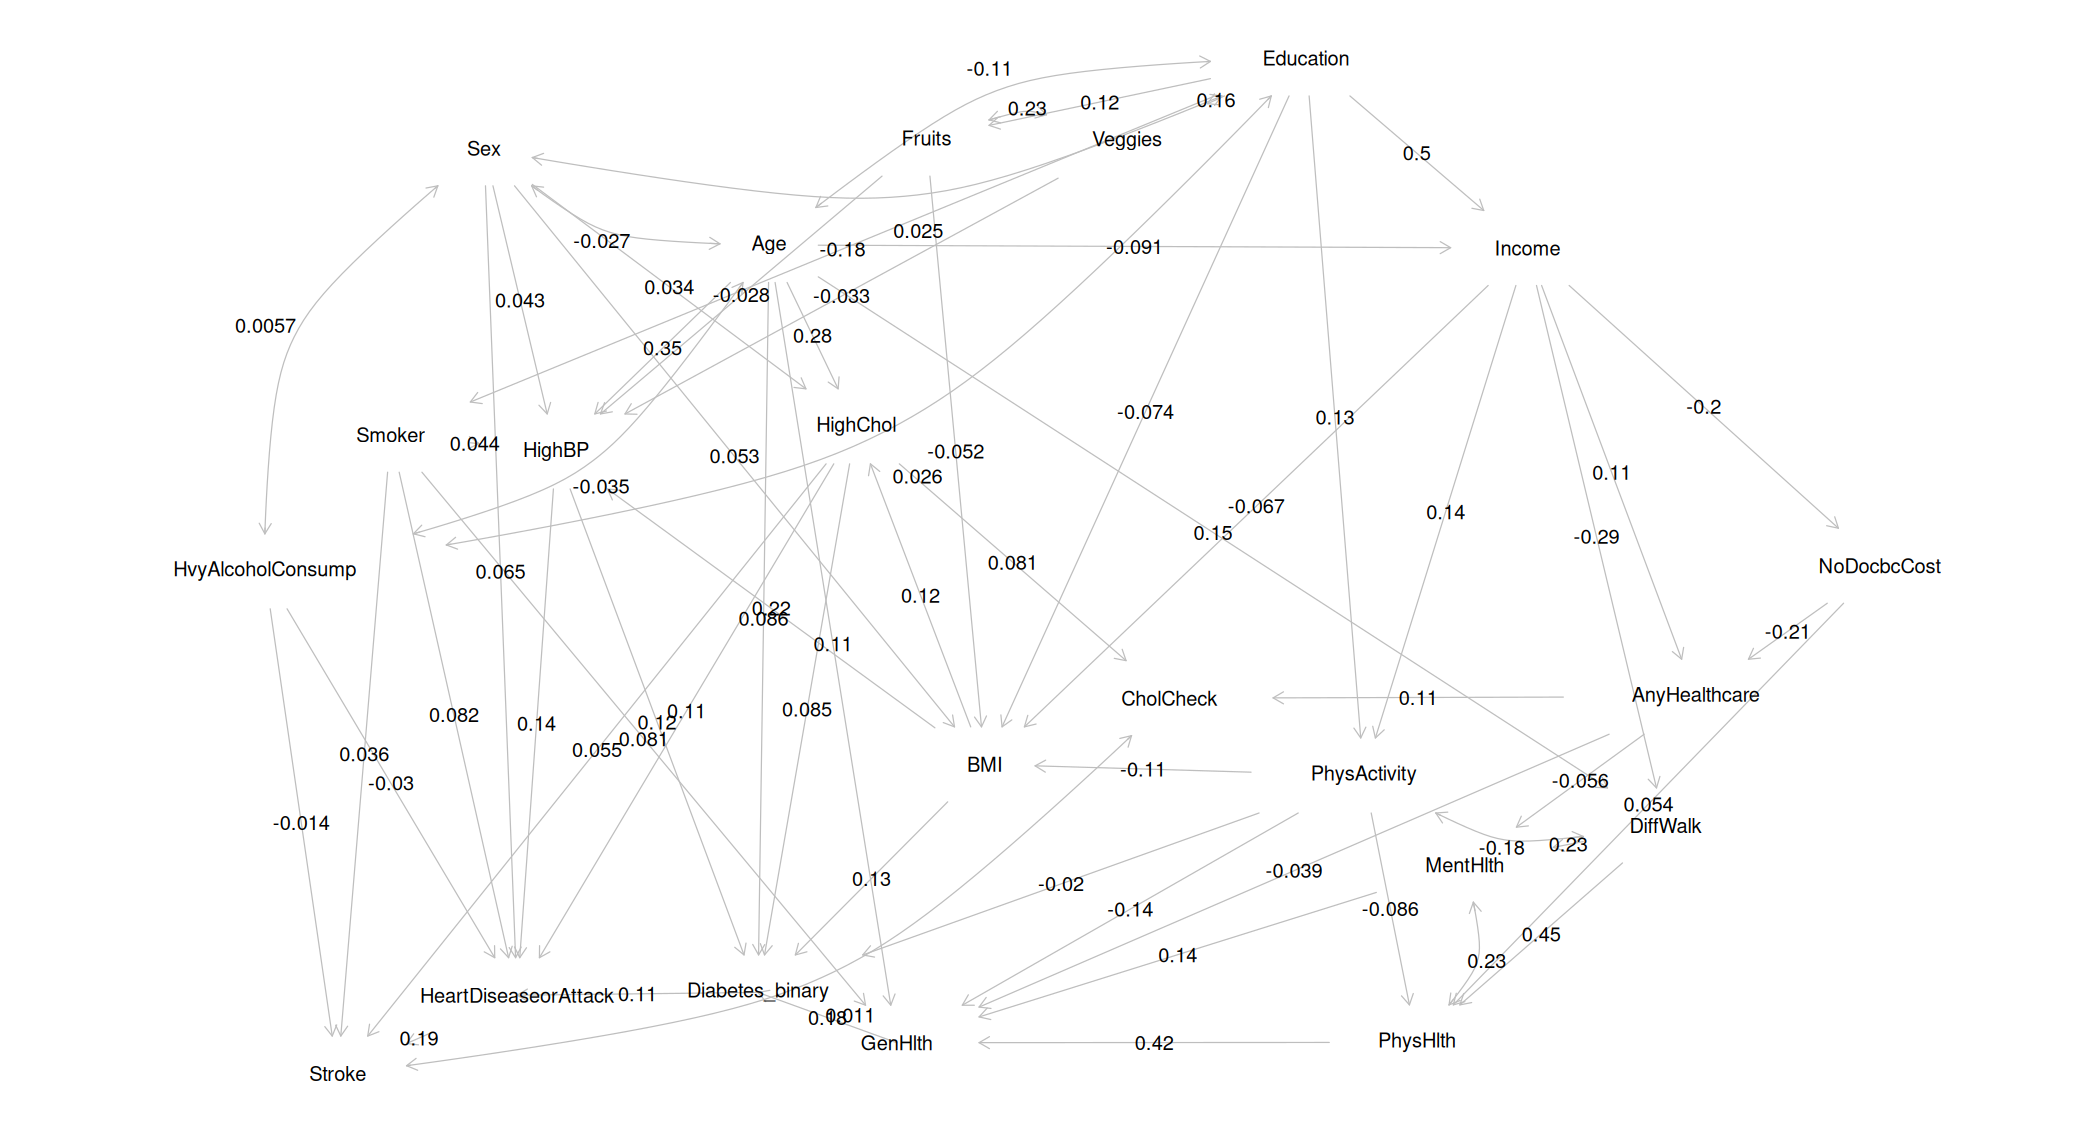 Education
-0.11
0.23
0.12
0.16
Fruits
Veggies
Sex
0.5
0.025
-0.027
Age
-0.18
-0.091
Income
0.034
-0.028
-0.033
0.043
0.0057
0.28
0.35
-0.074
-0.2
0.13
HighChol
Smoker
0.044
HighBP
0.053
-0.052
0.11
0.026
-0.035
-0.067
0.14
0.15
-0.29
0.081
HvyAlcoholConsump
0.065
NoDocbcCost
0.12
0.22
0.086
0.11
-0.21
AnyHealthcare
CholCheck
0.11
0.085
0.11
0.082
0.14
0.12
0.081
0.055
0.036
BMI
-0.11
PhysActivity
-0.03
-0.056
0.054
-0.014
DiffWalk
-0.18
0.23
MentHlth
-0.039
0.13
-0.02
-0.14
-0.086
0.45
0.14
0.23
HeartDiseaseorAttack
0.11
Diabetes_binary
0.18
0.011
0.19
GenHlth
0.42
PhysHlth
Stroke